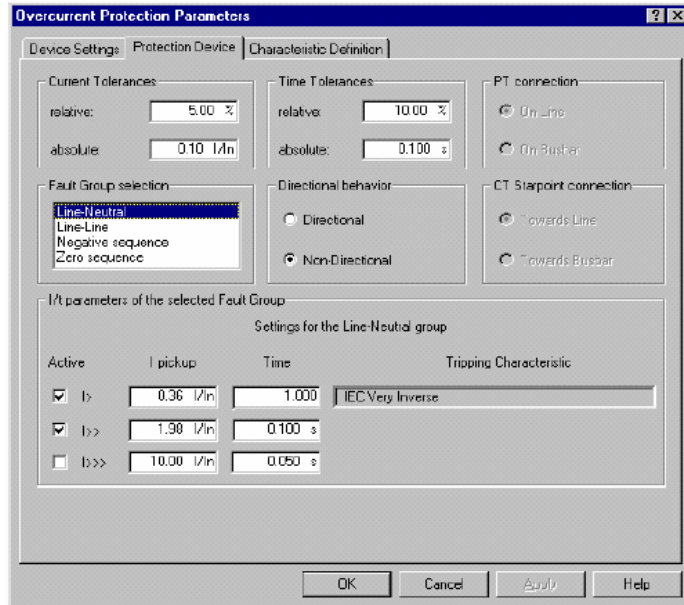 Overcurrent Protection Parameters
Device Settings Protection Device Characteristic Definition
Current Tolerances Time Tolerances PT connection
relative: 5.00 % relative: 10.00 % On Line
absolute: 0.10 I/In absolute: 0.100 s On Busbar
Fault Group selection Directional behavior CT Starpoint connection
Line-Neutral
Line-Line
Negative sequence
Zero sequence
Directional Towards Line
Non-Directional Towards Busbar
I/t parameters of the selected Fault Group
Settings for the Line-Neutral group
Active I pickup Time Tripping Characteristic
I> 0.36 I/In 1.000 IEC Very Inverse
I>> 1.98 I/In 0.100 s
I>>> 10.00 I/In 0.050 s
OK Cancel Apply Help